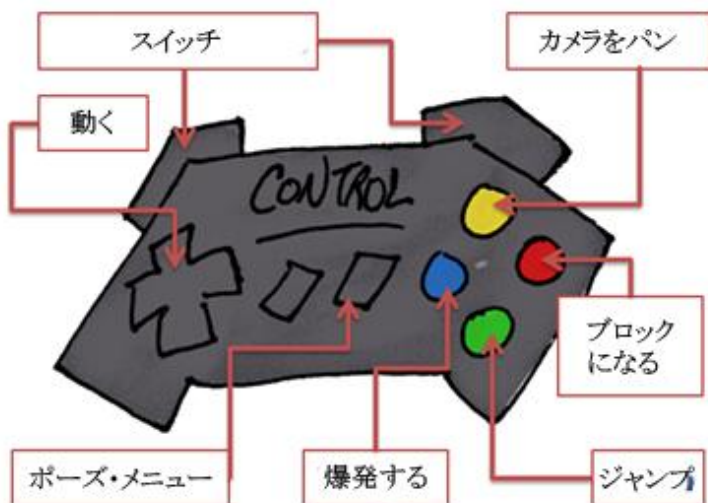 スイッチ
カメラをパン
動く
CONTROL
ブロック
になる
ポーズ・メニュー
爆発する
ジャンプ